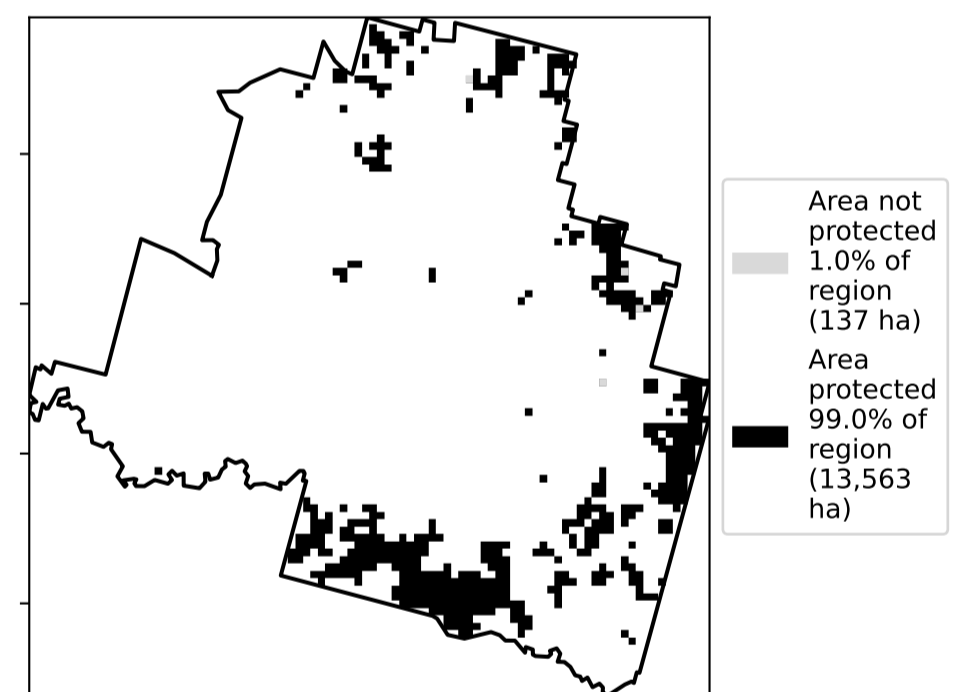 Area not
protected
1.0% of
region
(137 ha)
Area
protected
99.0% of
region
(13,563
ha)